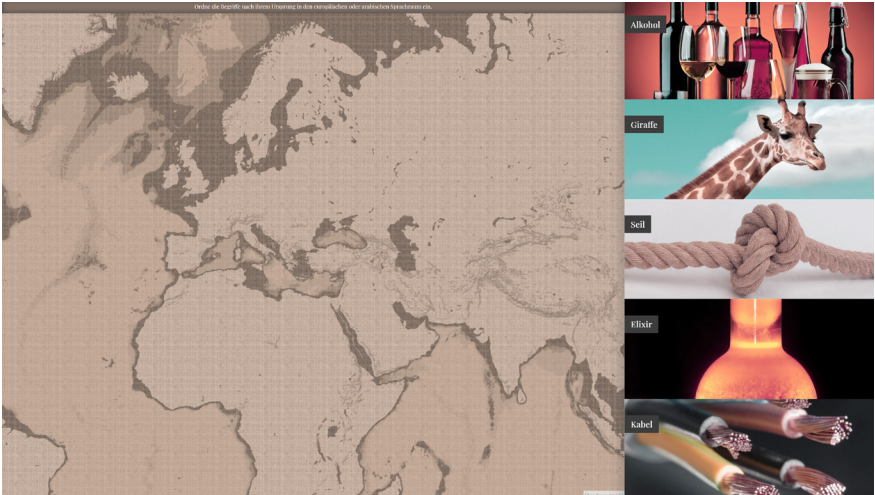 Ordne die Begriffe nach ihrem Ursprung in den europäischen oder arabischen Sprachraum ein.
Alkohol
Giraffe
Seil
Elixir
Kabel